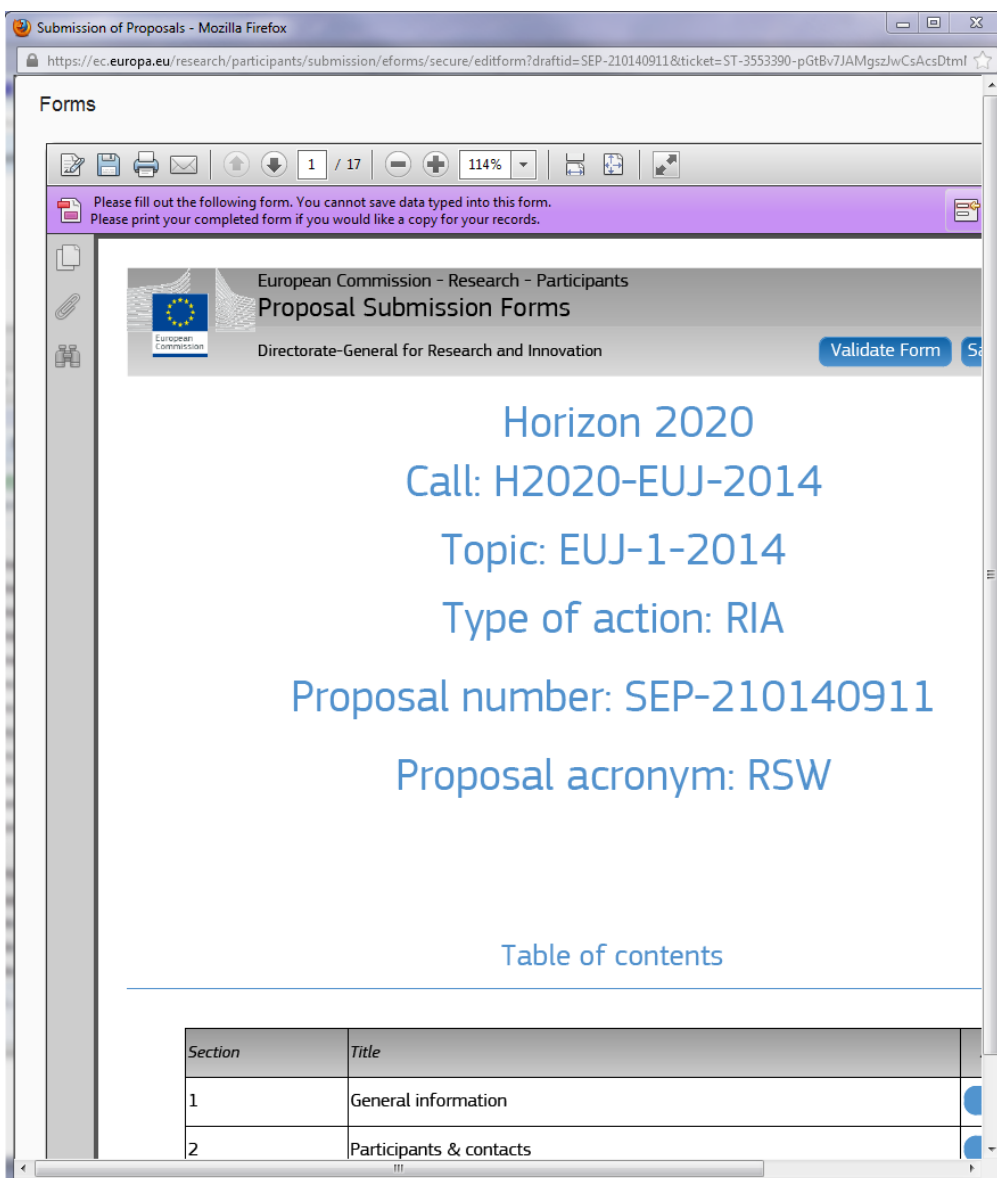 Submission of Proposals - Mozilla Firefox
https://ec.europa.eu/research/participants/submission/eforms/secure/editform?draftid=SEP-210140911&ticket=ST-3553390-pGtBv7JAMgszJwCsAcsDtml
Forms
1 / 17 114%
Please fill out the following form. You cannot save data typed into this form.
Please print your completed form if you would like a copy for your records.
European Commission - Research - Participants
Proposal Submission Forms
European
Commission
Directorate-General for Research and Innovation
Validate Form
Sa
Horizon 2020
Call: H2020-EUJ-2014
Topic: EUJ-1-2014
Type of action: RIA
Proposal number: SEP-210140911
Proposal acronym: RSW
Table of contents
Section Title
1 General information
2 Participants & contacts